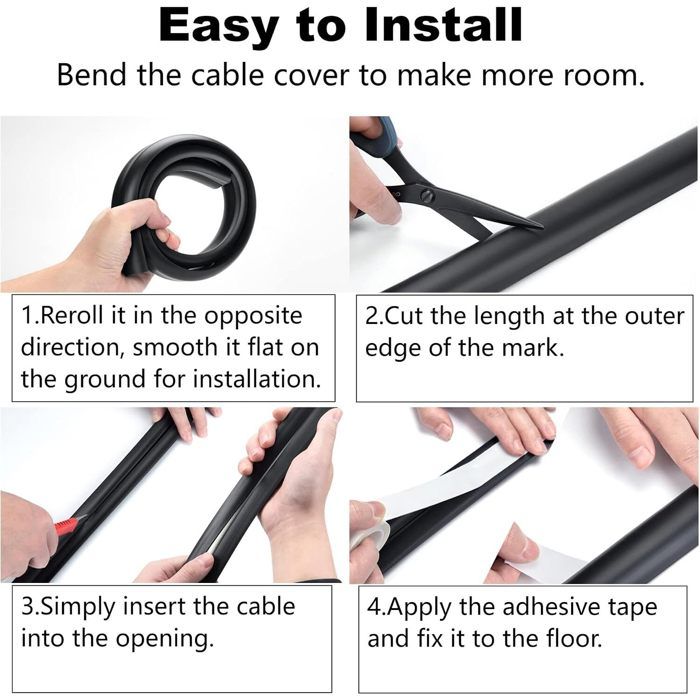 Easy to Install
Bend the cable cover to make more room.
1.Reroll it in the opposite
direction, smooth it flat on
the ground for installation.
2.Cut the length at the outer
edge of the mark.
3.Simply insert the cable
into the opening.
4.Apply the adhesive tape
and fix it to the floor.